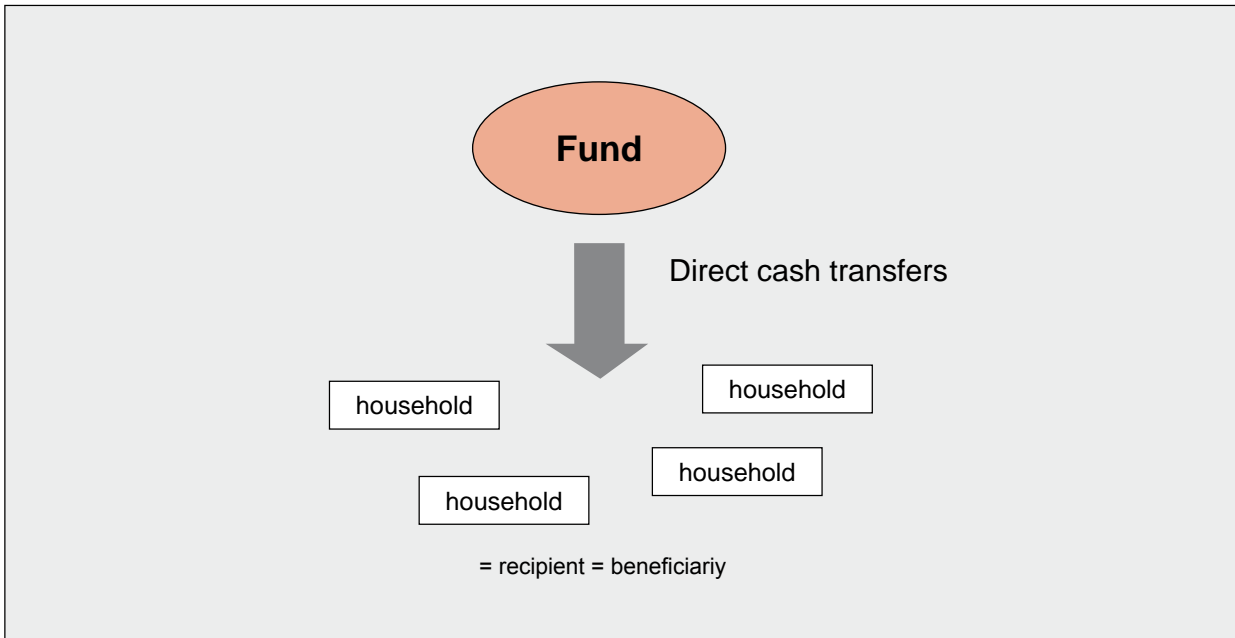 Fund
Direct cash transfers
household
household
household
household
= recipient = beneficiariy